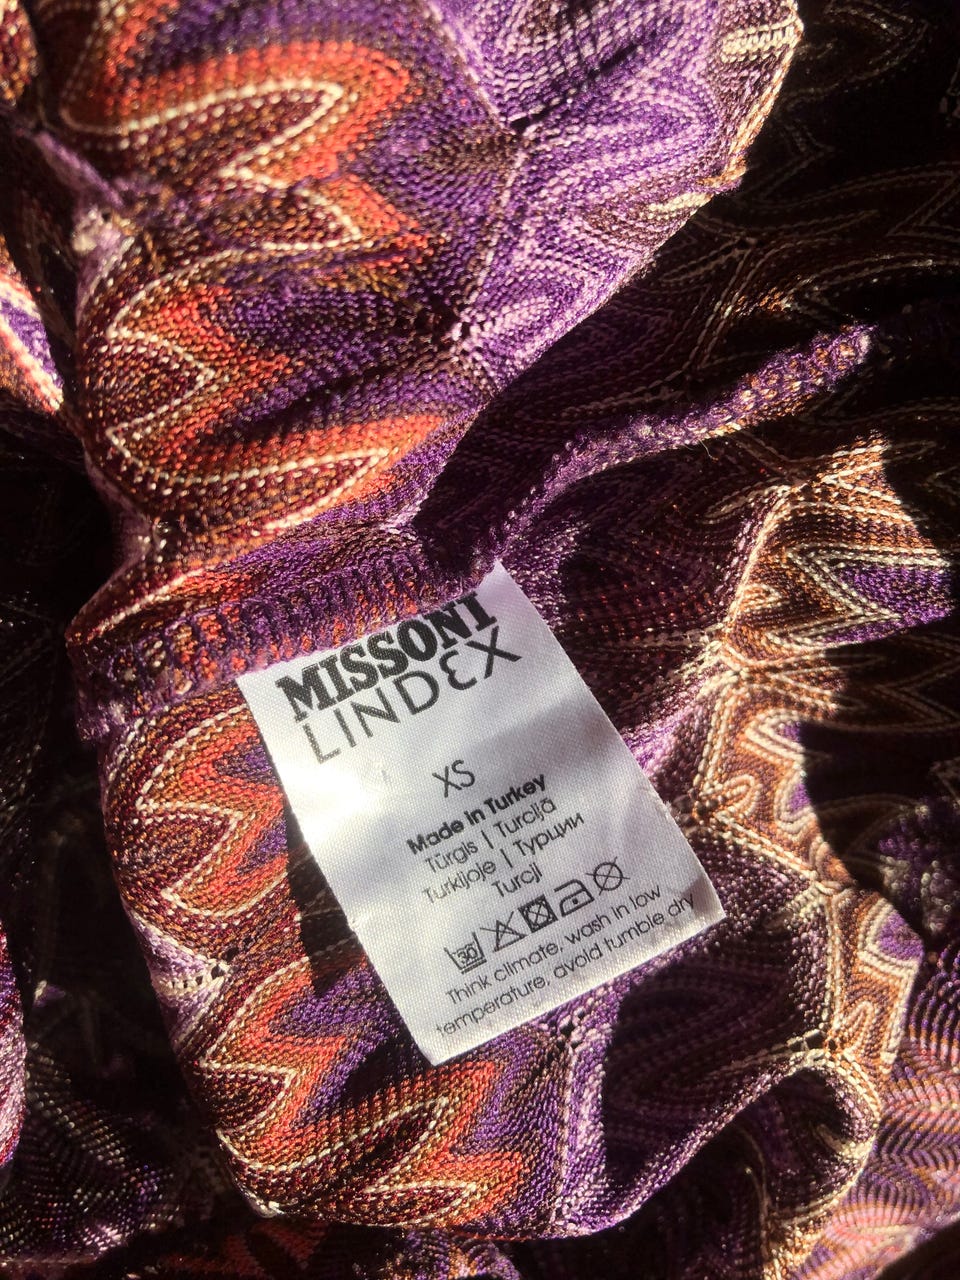 MISSONI
LINDEX
XS
Made in Turkey
Türgis | Turcijā
Turkijoje | Турции
Turcji
30
Think climate, wash in low
temperature, avoid tumble dry